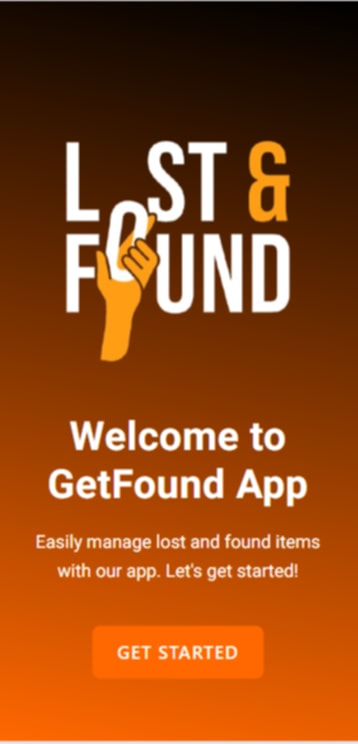 LOST &
FOUND
Welcome to
GetFound App
Easily manage lost and found items
with our app. Let's get started!
GET STARTED